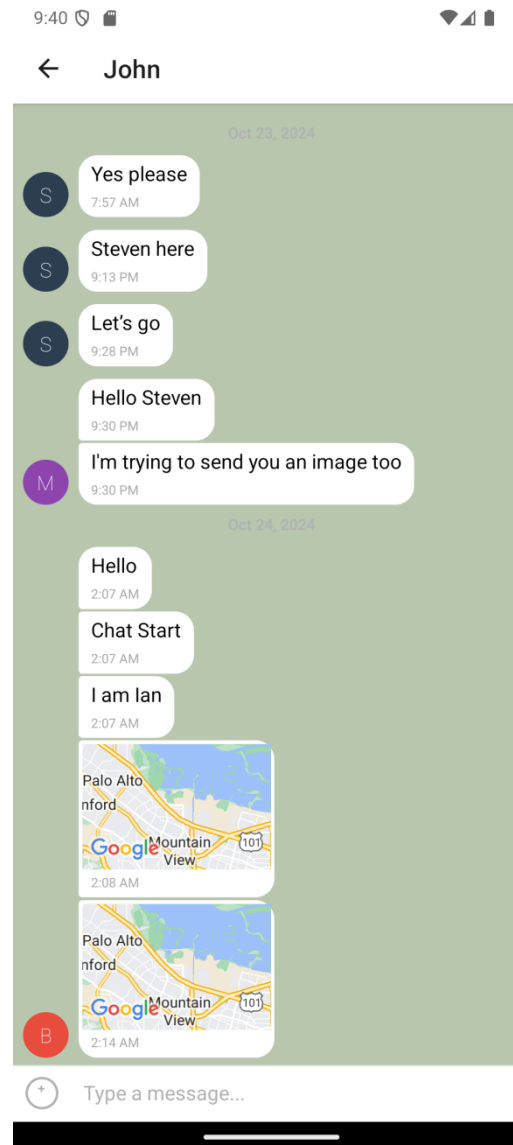 9:40
John
Oct 23, 2024
S
Yes please
7:57 AM
S
Steven here
9:13 PM
S
Let’s go
9:28 PM
Hello Steven
9:30 PM
M
I'm trying to send you an image too
9:30 PM
Oct 24, 2024
Hello
2:07 AM
Chat Start
2:07 AM
I am Ian
2:07 AM
Palo Alto
nford
Google
Mountain
View
101
2:08 AM
Palo Alto
nford
Google
Mountain
View
101
B
2:14 AM
Type a message...